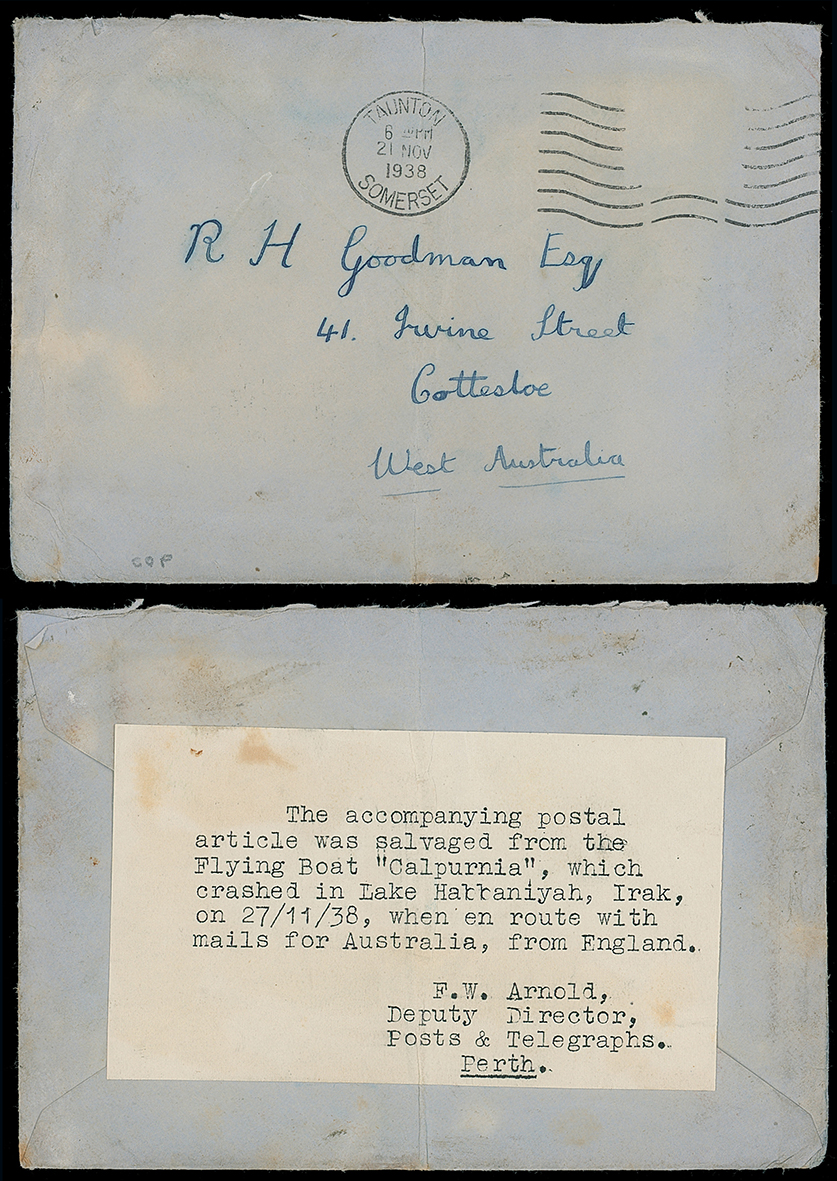 TAUNTON
6 PM
21 NOV
1938
SOMERSET
R H Goodman Esq
41. Irvine Street
Cottesloe
West Australia
COP
The accompanying postal
article was salvaged from the
Flying Boat "Calpurnia", which
crashed in Lake Habbaniyah, Irak,
on 27/11/38, when en route with
mails for Australia, from England.
F.W. Arnold,
Deputy Director,
Posts & Telegraphs.
Perth.